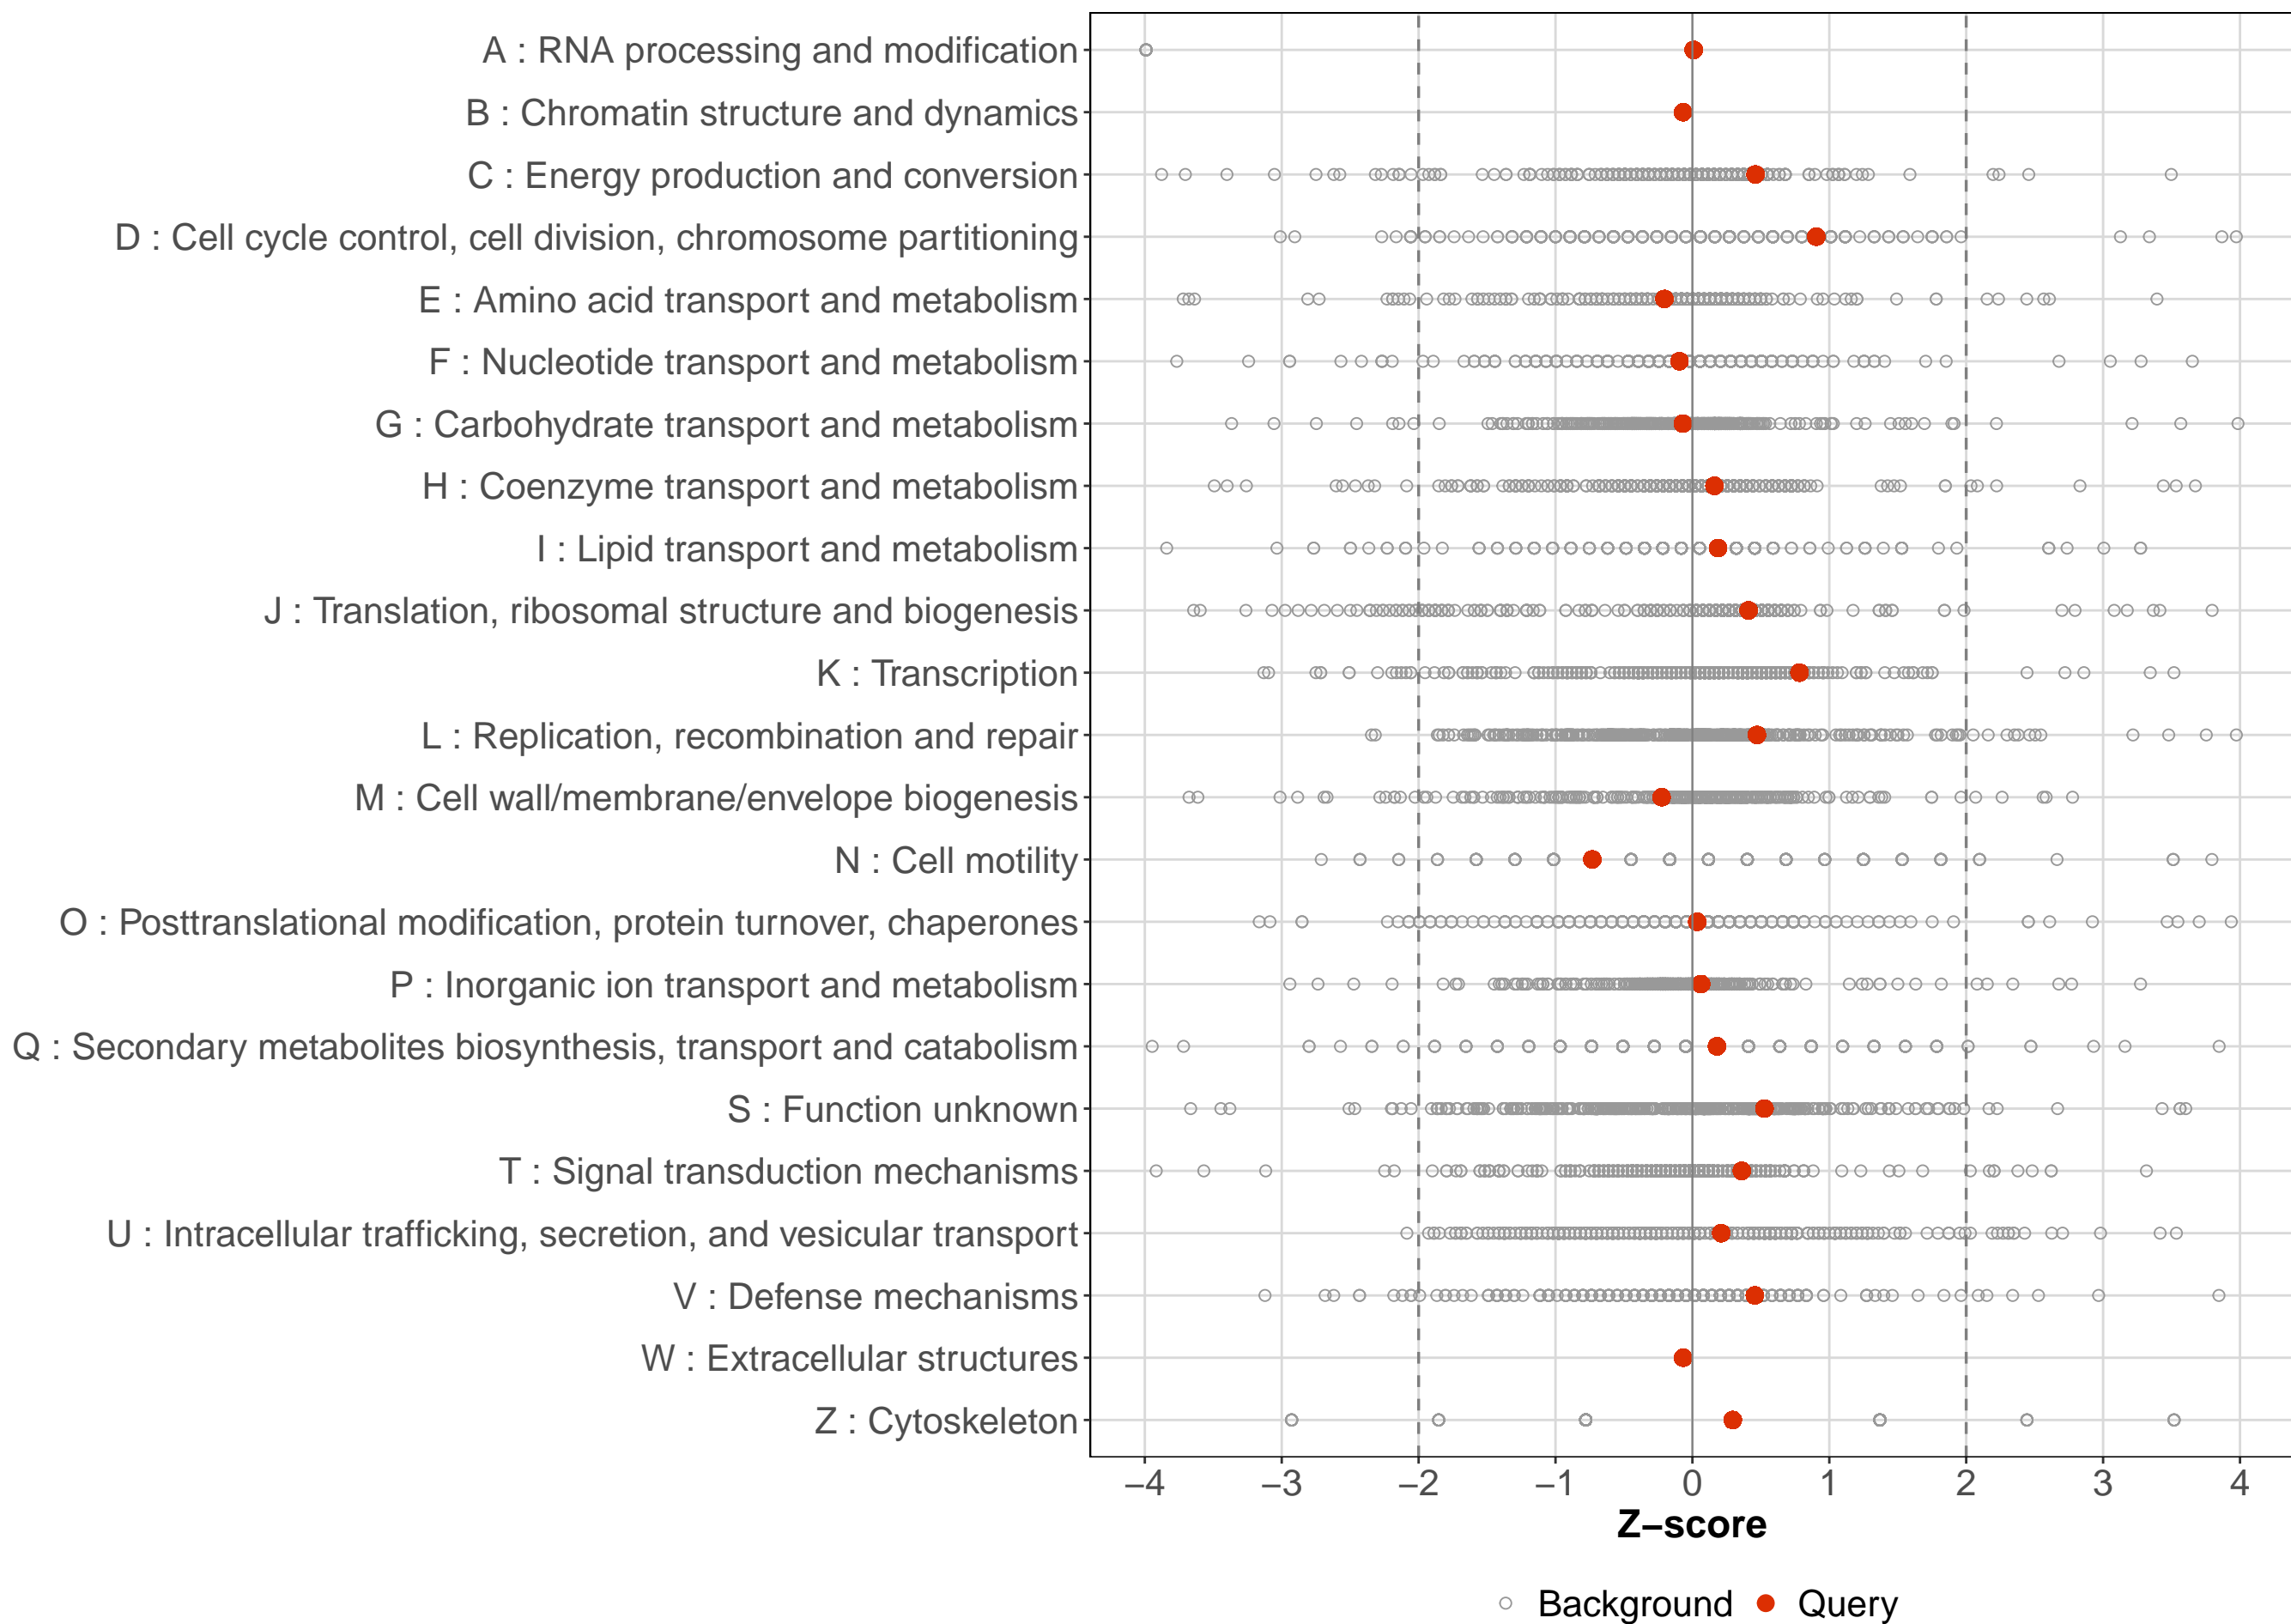 A : RNA processing and modification
B : Chromatin structure and dynamics
C : Energy production and conversion
D : Cell cycle control, cell division, chromosome partitioning
E : Amino acid transport and metabolism
F : Nucleotide transport and metabolism
G : Carbohydrate transport and metabolism
H : Coenzyme transport and metabolism
I : Lipid transport and metabolism
J : Translation, ribosomal structure and biogenesis
K : Transcription
L : Replication, recombination and repair
M : Cell wall/membrane/envelope biogenesis
N : Cell motility
O : Posttranslational modification, protein turnover, chaperones
P : Inorganic ion transport and metabolism
Q : Secondary metabolites biosynthesis, transport and catabolism
S : Function unknown
T : Signal transduction mechanisms
U : Intracellular trafficking, secretion, and vesicular transport
V : Defense mechanisms
W : Extracellular structures
Z : Cytoskeleton
−4 −3 −2 −1 0 1 2 3 4
Z−score
Background Query